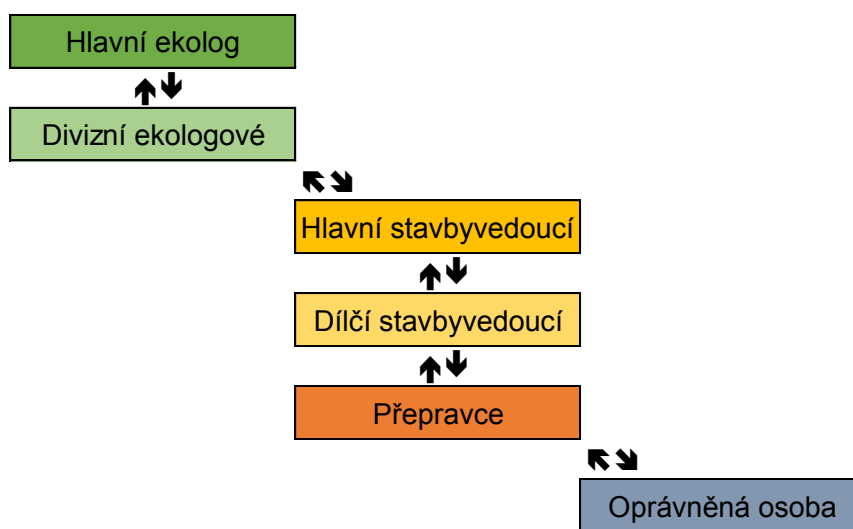 Hlavní ekolog
Divizní ekologové
Hlavní stavbyvedoucí
Dílčí stavbyvedoucí
Přepravce
Oprávněná osoba